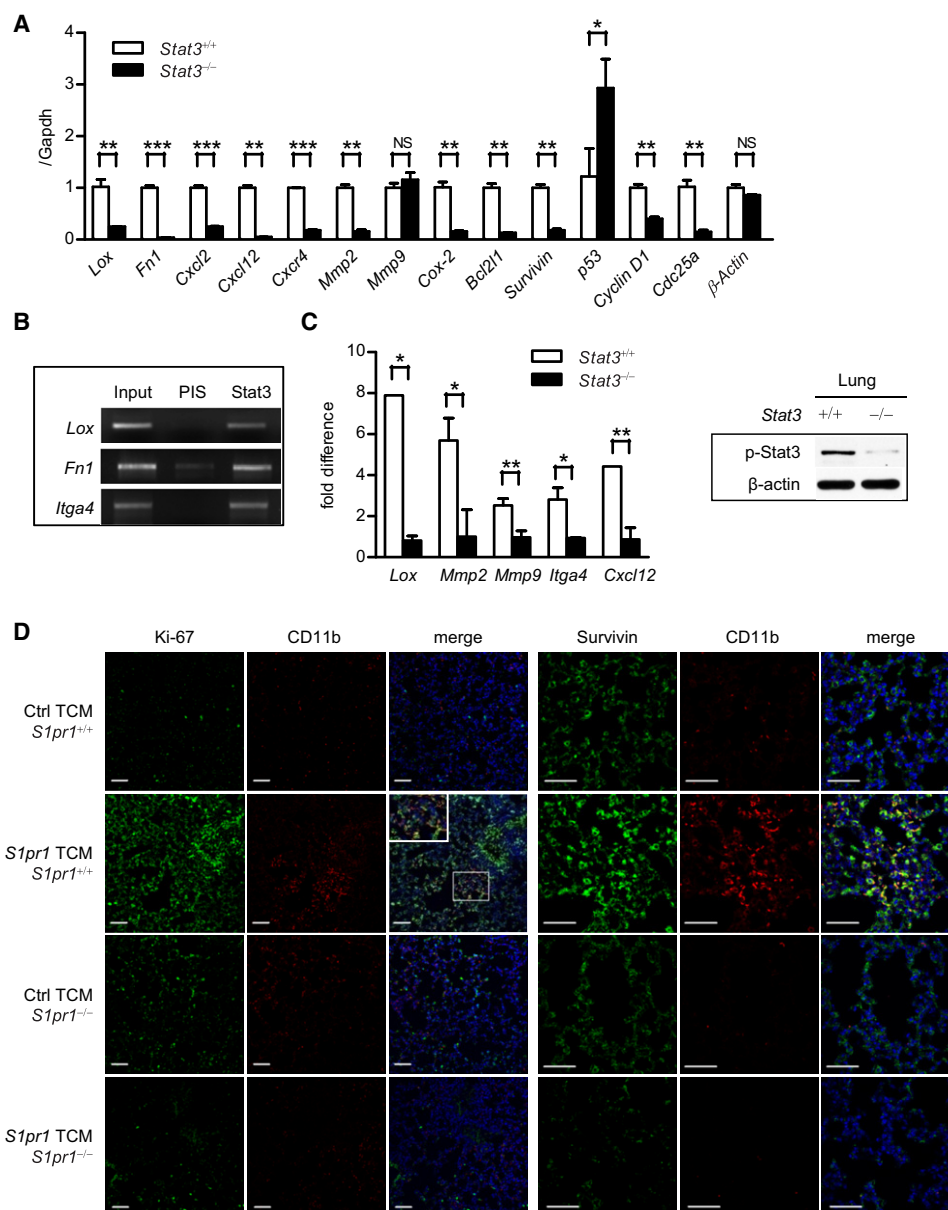 A
4
3
2
1
0
/Gapdh
Stat3+/+
Stat3−/−
** *** *** ** *** ** NS ** ** ** * ** ** NS
Lox Fn1 Cxcl2 Cxcl12 Cxcr4 Mmp2 Mmp9 Cox-2 Bcl2l1 Survivin p53 Cyclin D1 Cdc25a β-Actin
B
Input PIS Stat3
Lox
Fn1
Itga4
C
10
8
6
4
2
0
fold difference
Stat3+/+
Stat3−/−
* * ** * **
Lox Mmp2 Mmp9 Itga4 Cxcl12
Lung
Stat3 +/+ −/−
p-Stat3
β-actin
D
Ki-67 CD11b merge Survivin CD11b merge
Ctrl TCM
S1pr1+/+
S1pr1 TCM
S1pr1+/+
Ctrl TCM
S1pr1−/−
S1pr1 TCM
S1pr1−/−